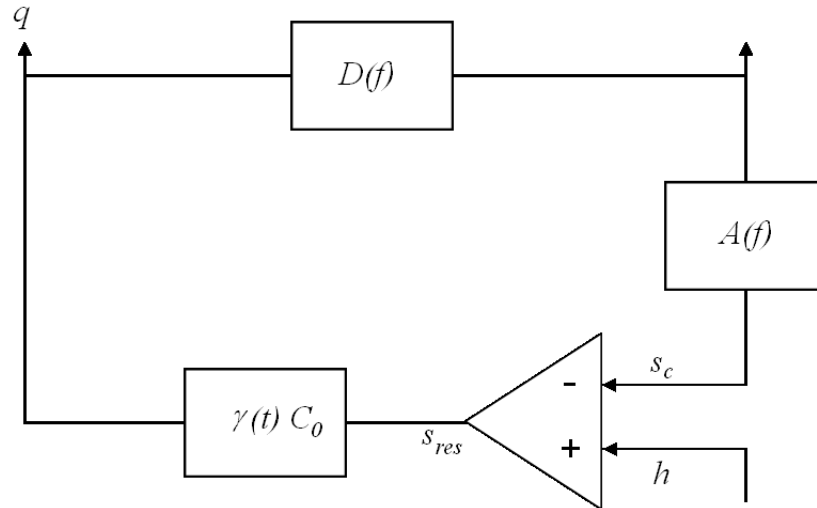 q
D(f)
A(f)
s_c
-
γ(t) C_0
+
s_res
h